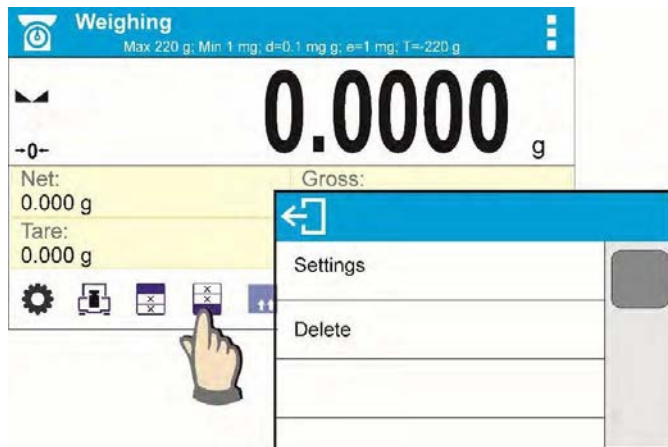 Weighing
Max 220 g; Min 1 mg; d=0.1 mg g; e=1 mg; T=-220 g
0.0000 g
→0←
Net:
Gross:
0.000 g
Tare:
0.000 g
Settings
Delete